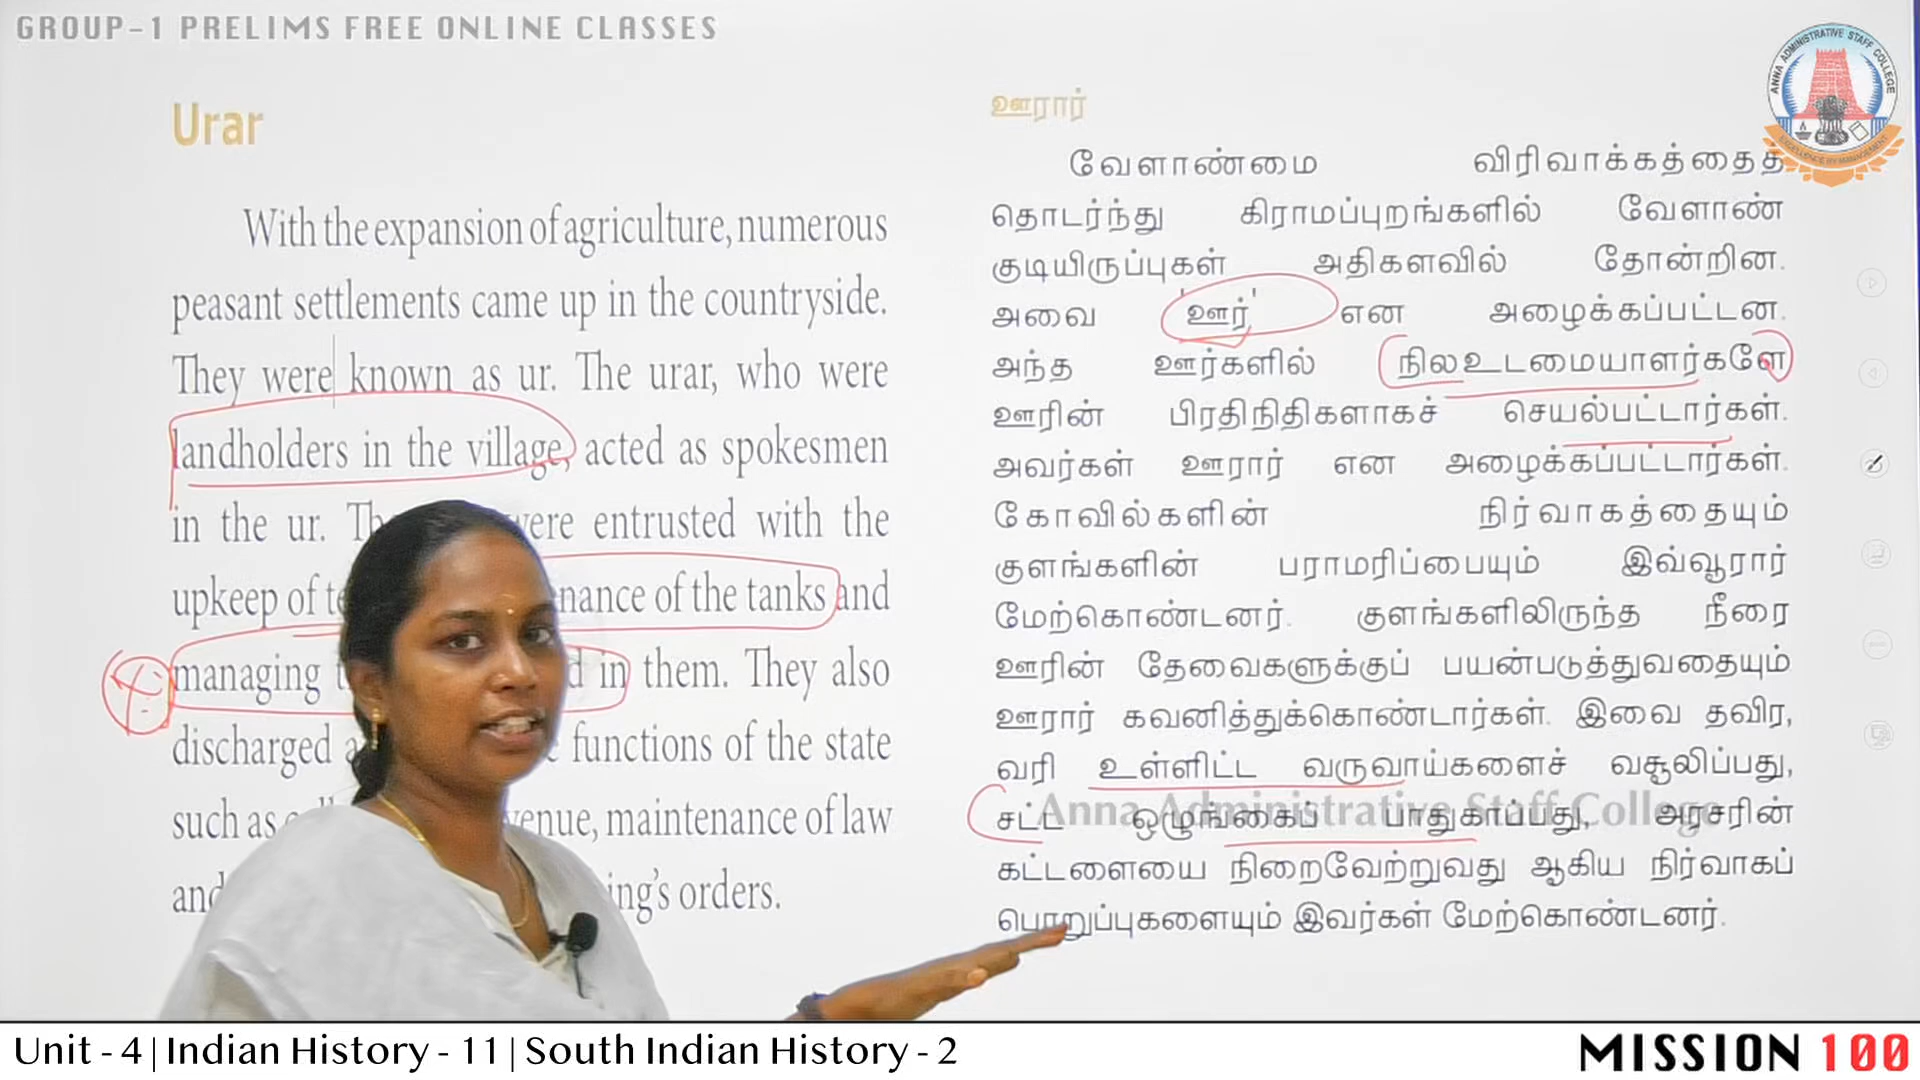 GROUP-1 PRELIMS FREE ONLINE CLASSES
ANNA ADMINISTRATIVE STAFF COLLEGE
EXCELLENCE BY MANAGEMENT
Urar
With the expansion of agriculture, numerous
peasant settlements came up in the countryside.
They were known as ur. The urar, who were
landholders in the village, acted as spokesmen
in the ur. were entrusted with the
upkeep of nance of the tanks and
managing in them. They also
discharged functions of the state
such as venue, maintenance of law
and ng's orders.
ஊரார்
வேளாண்மை விரிவாக்கத்தைத்
தொடர்ந்து கிராமப்புறங்களில் வேளாண்
குடியிருப்புகள் அதிகளவில் தோன்றின.
அவை 'ஊர்' என அழைக்கப்பட்டன.
அந்த ஊர்களில் நிலஉடமையாளர்களே
ஊரின் பிரதிநிதிகளாகச் செயல்பட்டார்கள்.
அவர்கள் ஊரார் என அழைக்கப்பட்டார்கள்.
கோவில்களின் நிர்வாகத்தையும்
குளங்களின் பராமரிப்பையும் இவ்வூரார்
மேற்கொண்டனர். குளங்களிலிருந்த நீரை
ஊரின் தேவைகளுக்குப் பயன்படுத்துவதையும்
ஊரார் கவனித்துக்கொண்டார்கள். இவை தவிர,
வரி உள்ளிட்ட வருவாய்களைச் வசூலிப்பது,
சட்ட ஒழுங்கைப் பாதுகாப்பது, அரசரின்
Anna Administrative Staff College
கட்டளையை நிறைவேற்றுவது ஆகிய நிர்வாகப்
பொறுப்புகளையும் இவர்கள் மேற்கொண்டனர்.
Unit - 4 | Indian History - 11 | South Indian History - 2
MISSION 100